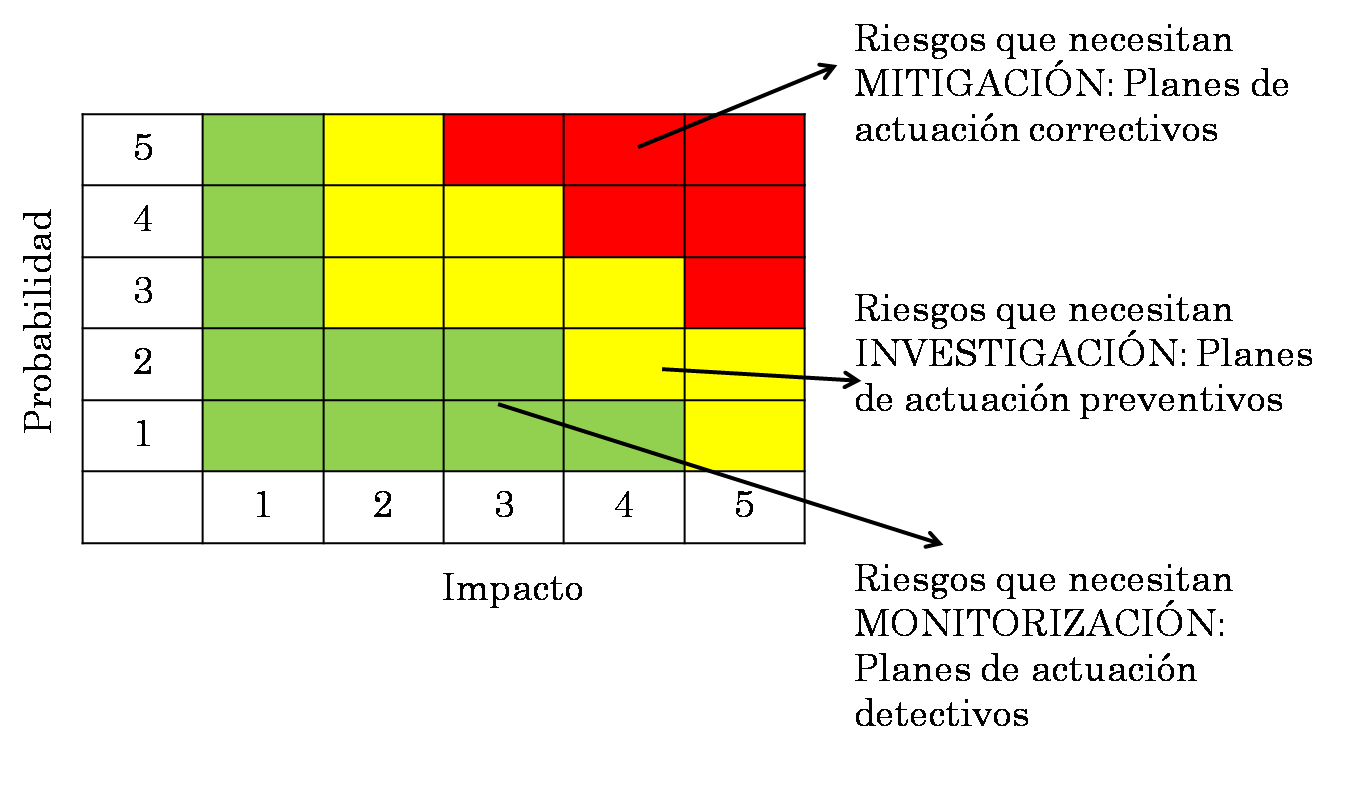 Riesgos que necesitan
MITIGACIÓN: Planes de
actuación correctivos
5
4
3
2
1
Probabilidad
1 2 3 4 5
Impacto
Riesgos que necesitan
INVESTIGACIÓN: Planes
de actuación preventivos
Riesgos que necesitan
MONITORIZACIÓN:
Planes de actuación
detectivos